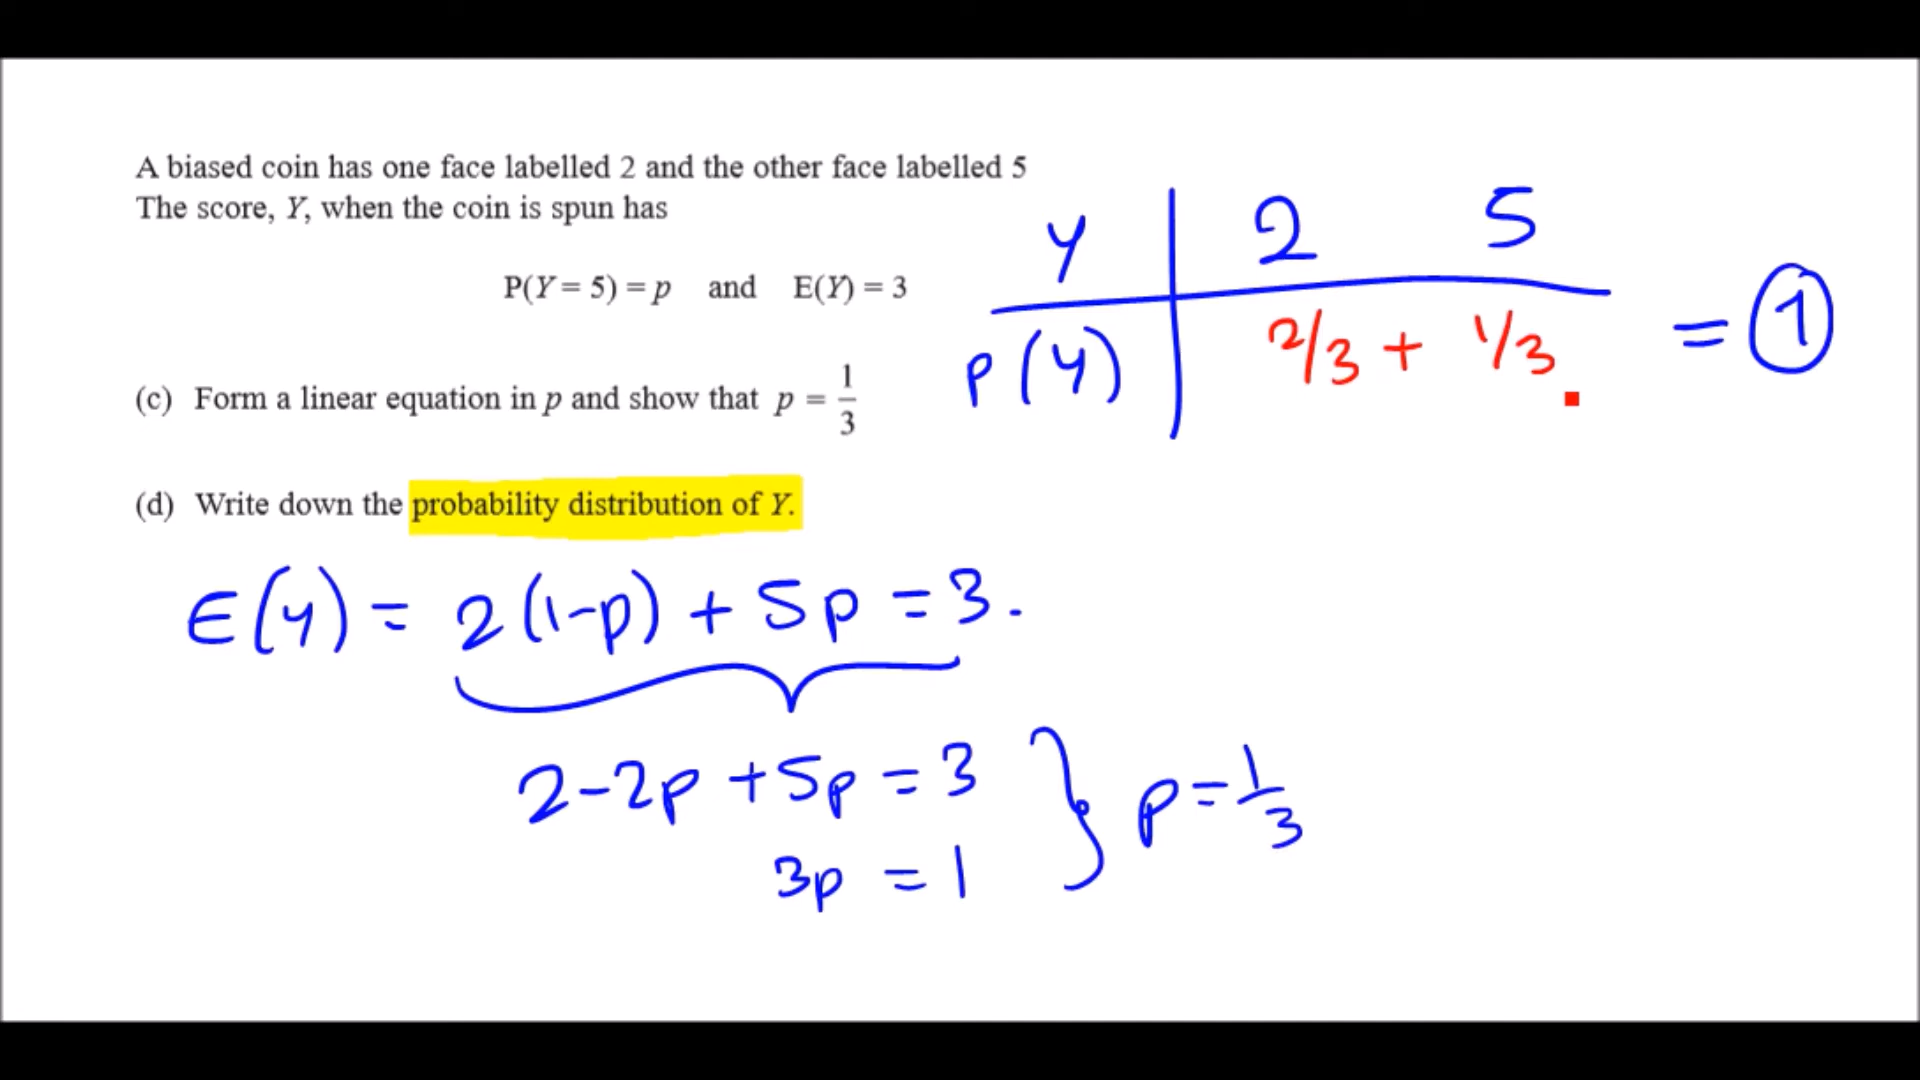 A biased coin has one face labelled 2 and the other face labelled 5
The score, Y, when the coin is spun has
P(Y = 5) = p and E(Y) = 3
(c) Form a linear equation in p and show that p = 1/3
(d) Write down the probability distribution of Y.
Y 2 5
P(Y) 2/3 + 1/3 = 1
E(Y) = 2(1-p) + 5p = 3.
2-2p+5p=3
3p = 1
p = 1/3